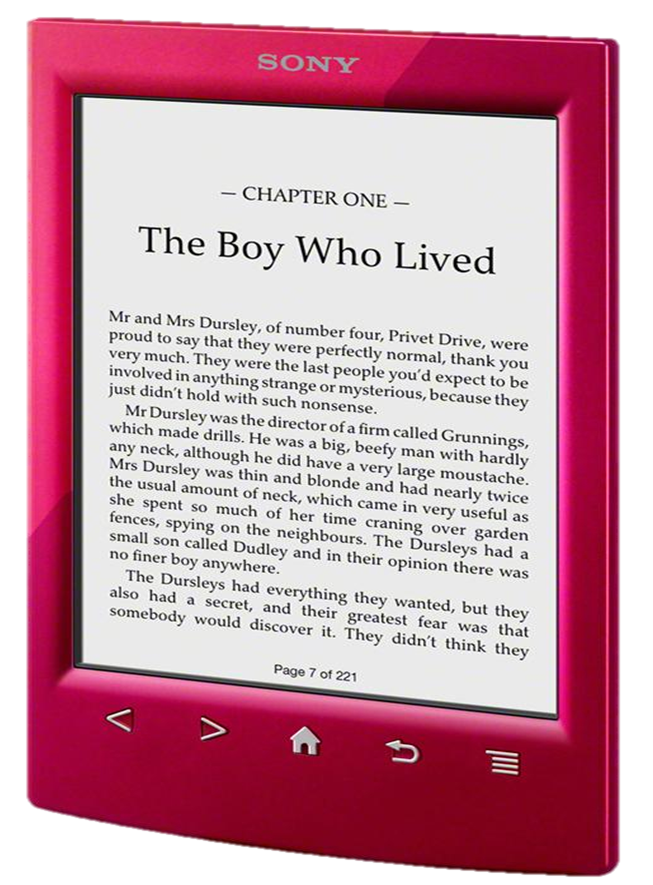 SONY
— CHAPTER ONE —
The Boy Who Lived
Mr and Mrs Dursley, of number four, Privet Drive, were
proud to say that they were perfectly normal, thank you
very much. They were the last people you'd expect to be
involved in anything strange or mysterious, because they
just didn't hold with such nonsense.
Mr Dursley was the director of a firm called Grunnings,
which made drills. He was a big, beefy man with hardly
any neck, although he did have a very large moustache.
Mrs Dursley was thin and blonde and had nearly twice
the usual amount of neck, which came in very useful as
she spent so much of her time craning over garden
fences, spying on the neighbours. The Dursleys had a
small son called Dudley and in their opinion there was
no finer boy anywhere.
The Dursleys had everything they wanted, but they
also had a secret, and their greatest fear was that
somebody would discover it. They didn't think they
Page 7 of 221